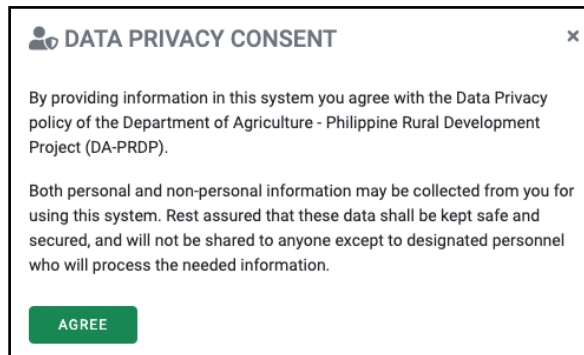 DATA PRIVACY CONSENT ×
By providing information in this system you agree with the Data Privacy
policy of the Department of Agriculture - Philippine Rural Development
Project (DA-PRDP).
Both personal and non-personal information may be collected from you for
using this system. Rest assured that these data shall be kept safe and
secured, and will not be shared to anyone except to designated personnel
who will process the needed information.
AGREE